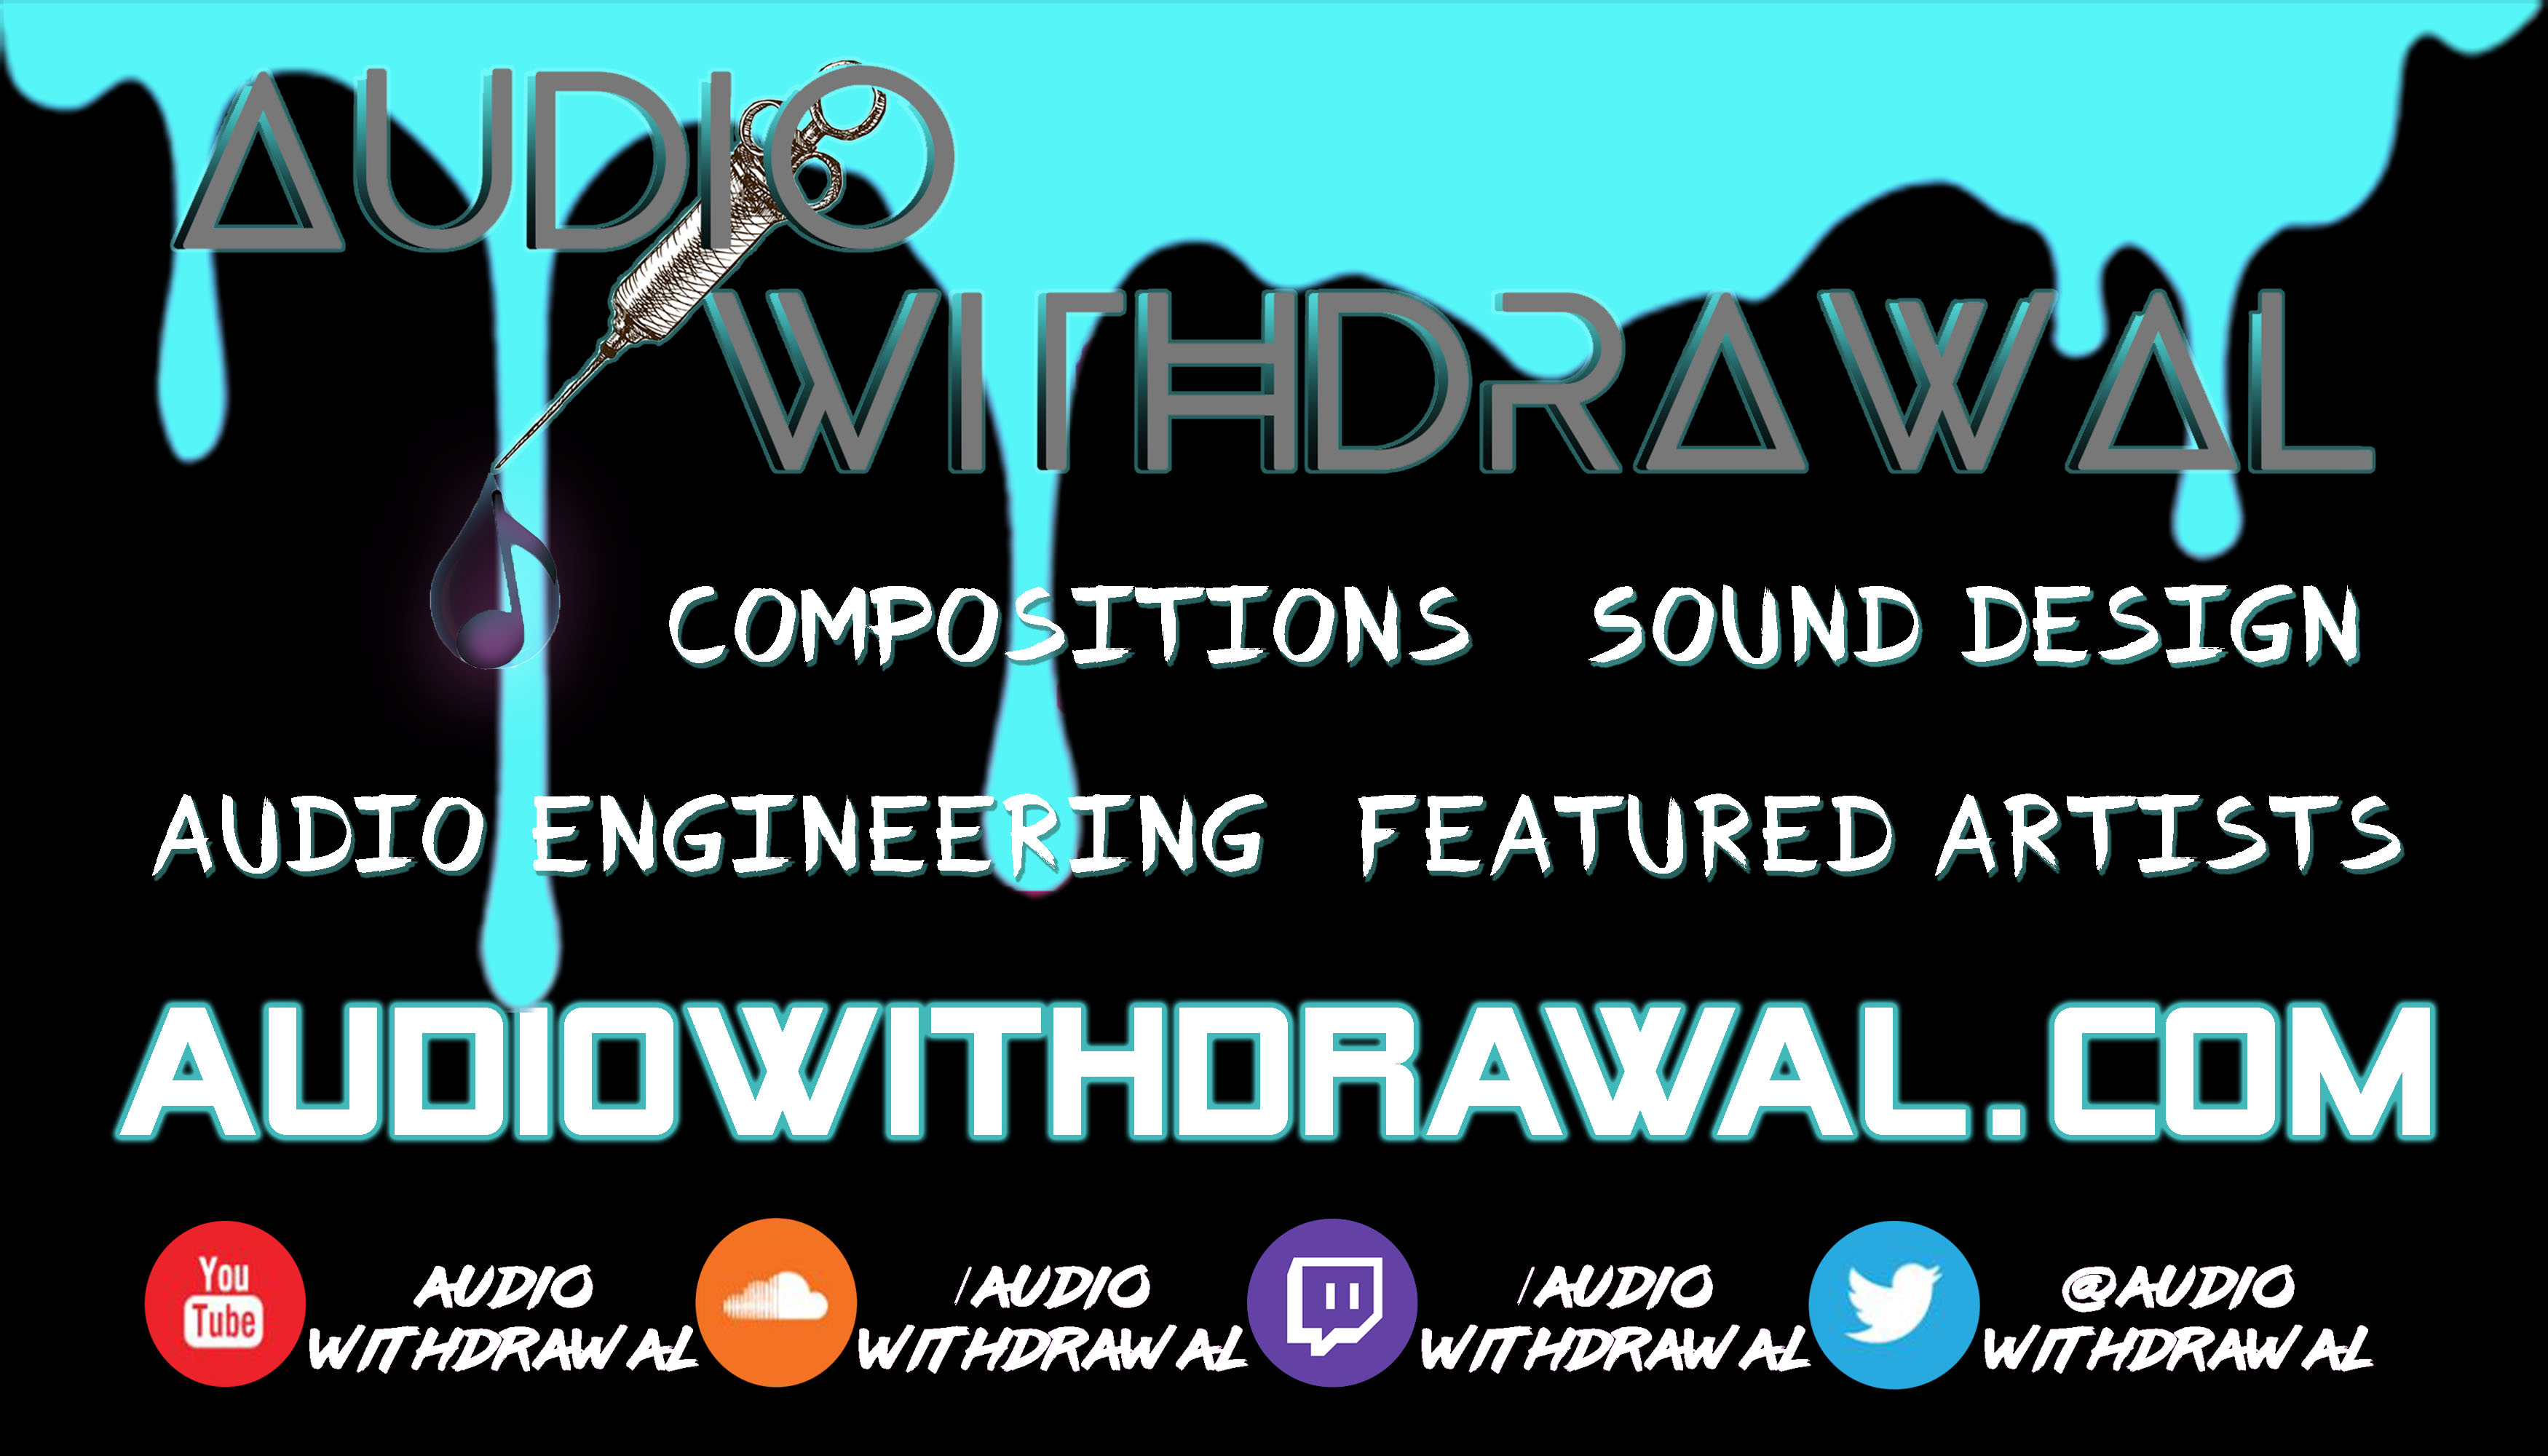 AUDIO
WITHDRAWAL
COMPOSITIONS SOUND DESIGN
AUDIO ENGINEERING FEATURED ARTISTS
AUDIOWITHDRAWAL.COM
You
Tube
AUDIO
WITHDRAWAL
/AUDIO
WITHDRAWAL
/AUDIO
WITHDRAWAL
@AUDIO
WITHDRAWAL